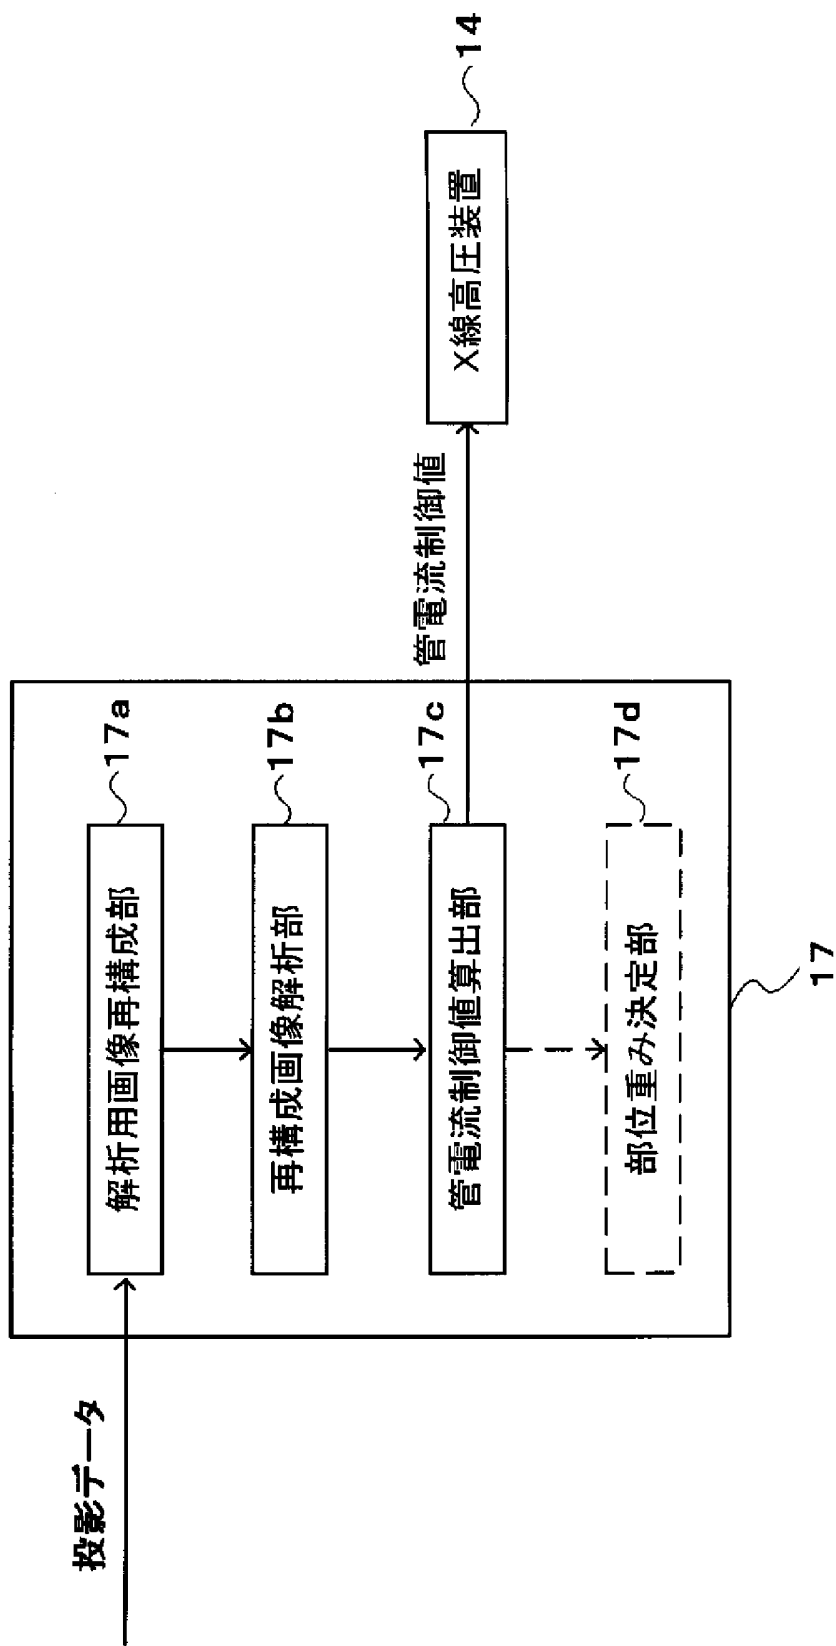 投影データ
解析用画像再構成部
17a
再構成画像解析部
17b
管電流制御値算出部
17c
部位重み決定部
17d
17
管電流制御値
X線高圧装置
14